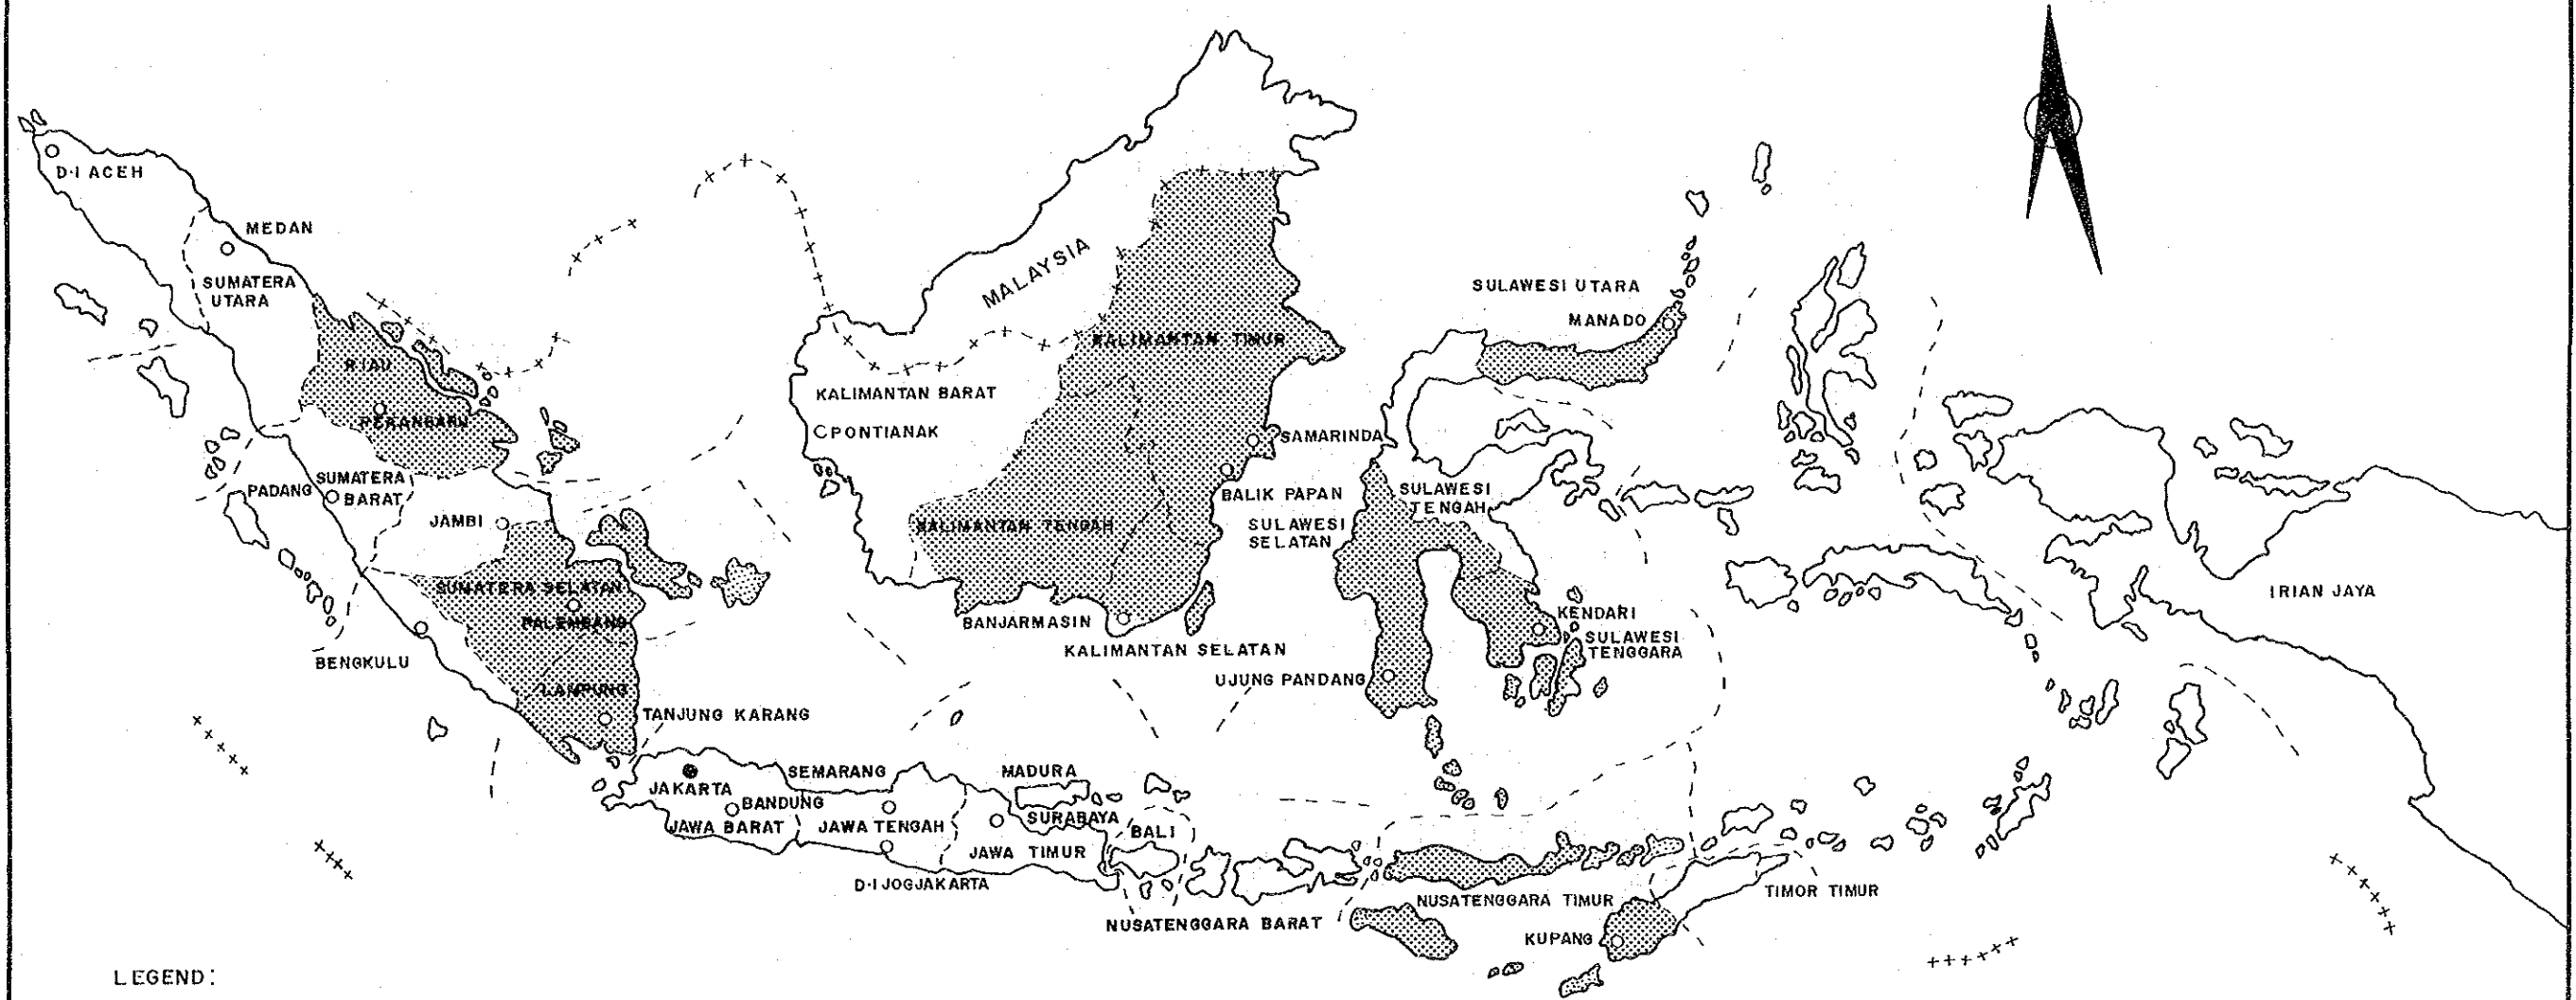 D·I ACEH
MEDAN
SUMATERA
UTARA
MALAYSIA
SULAWESI UTARA
MANADO
RIAU
KALIMANTAN TIMUR
KALIMANTAN BARAT
PEKANBARU
PONTIANAK
SAMARINDA
PADANG
SUMATERA
BARAT
JAMBI
BALIK PAPAN
SULAWESI
TENGAH
KALIMANTAN TENGAH
SULAWESI
SELATAN
SUMATERA SELATAN
PALEMBANG
IRIAN JAYA
BENGKULU
BANJARMASIN
KALIMANTAN SELATAN
KENDARI
SULAWESI
TENGGARA
UJUNG PANDANG
LAMPUNG
TANJUNG KARANG
JAKARTA
SEMARANG
MADURA
BANDUNG
JAWA BARAT
JAWA TENGAH
SURABAYA
BALI
JAWA TIMUR
D·I JOGJAKARTA
NUSATENGGARA BARAT
NUSATENGGARA TIMUR
TIMOR TIMUR
KUPANG
LEGEND: